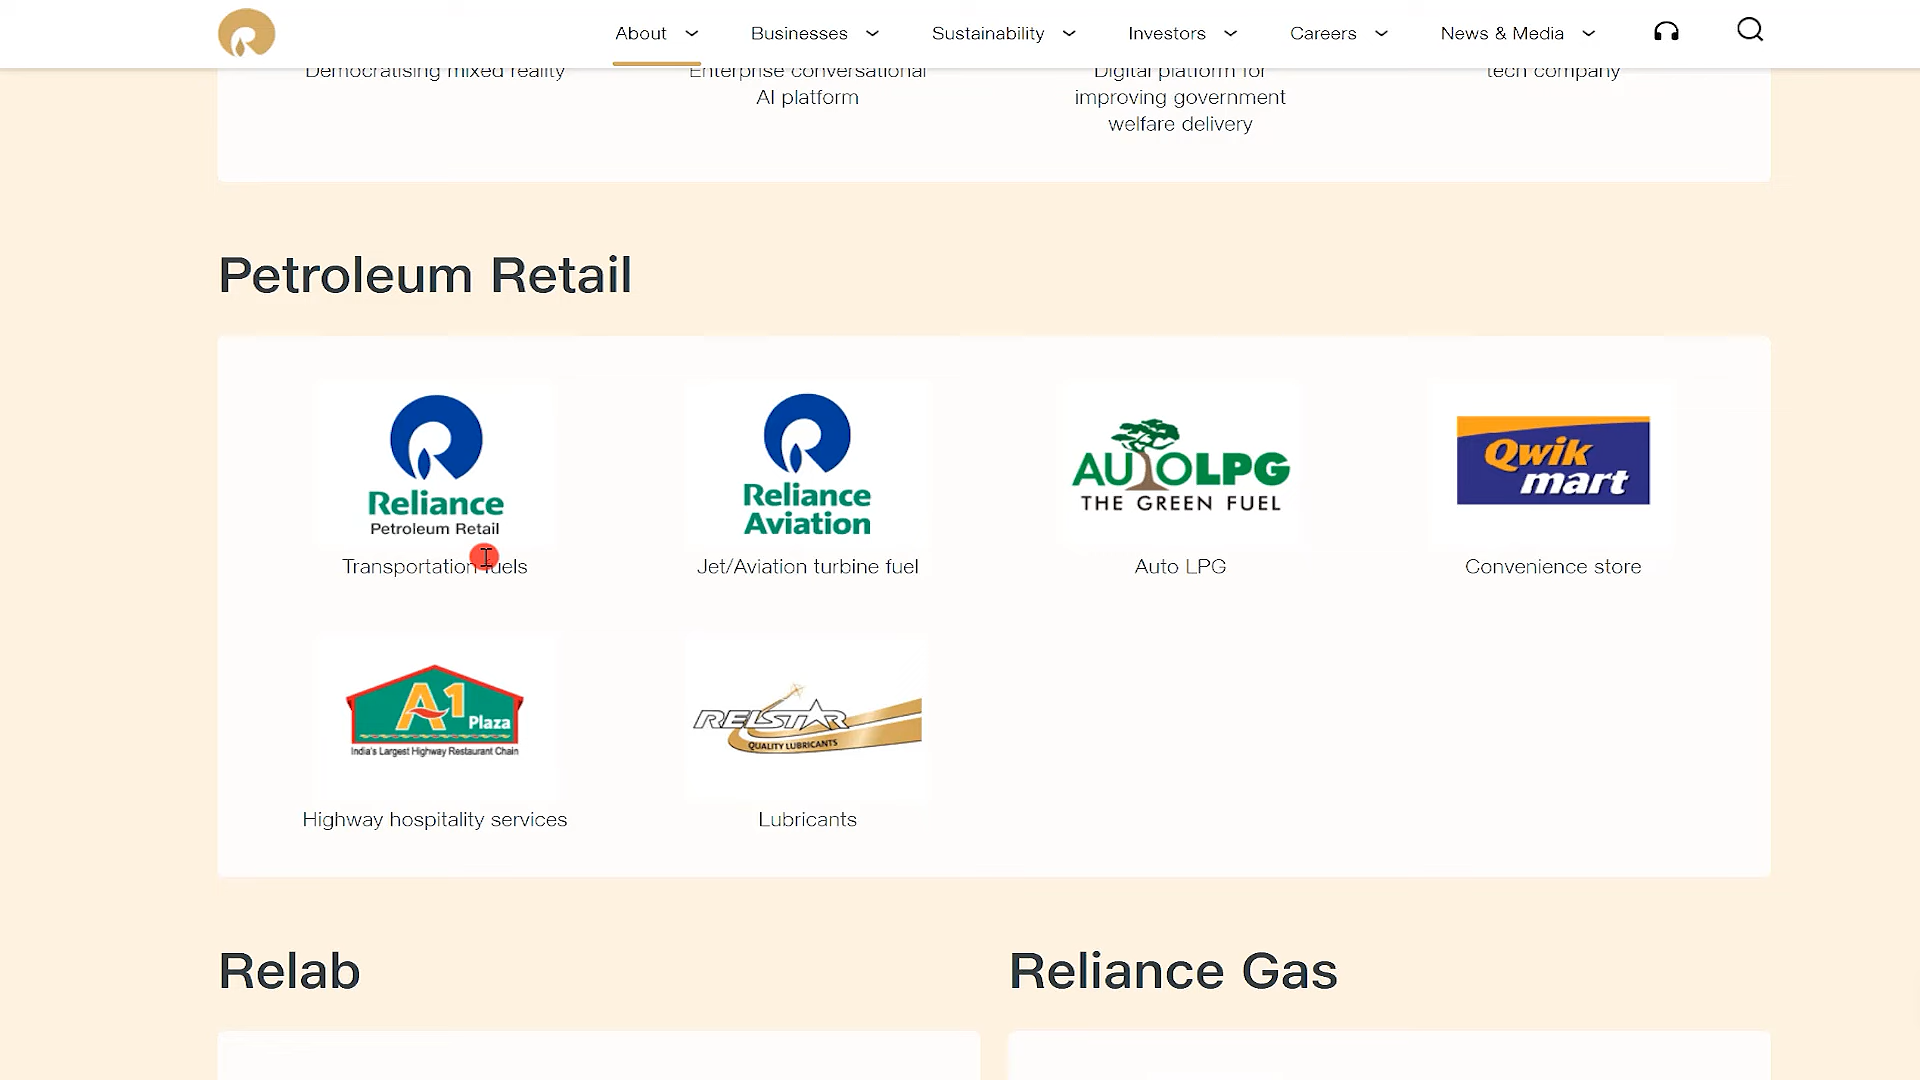 About Businesses Sustainability Investors Careers News & Media
Democratising mixed reality
Enterprise conversational
AI platform
Digital platform for
improving government
welfare delivery
tech company
Petroleum Retail
Reliance
Petroleum Retail
Transportation fuels
Reliance
Aviation
Jet/Aviation turbine fuel
AUTOLPG
THE GREEN FUEL
Auto LPG
Qwik
mart
Convenience store
A1
Plaza
India's Largest Highway Restaurant Chain
Highway hospitality services
RELSTAR
QUALITY LUBRICANTS
Lubricants
Relab
Reliance Gas